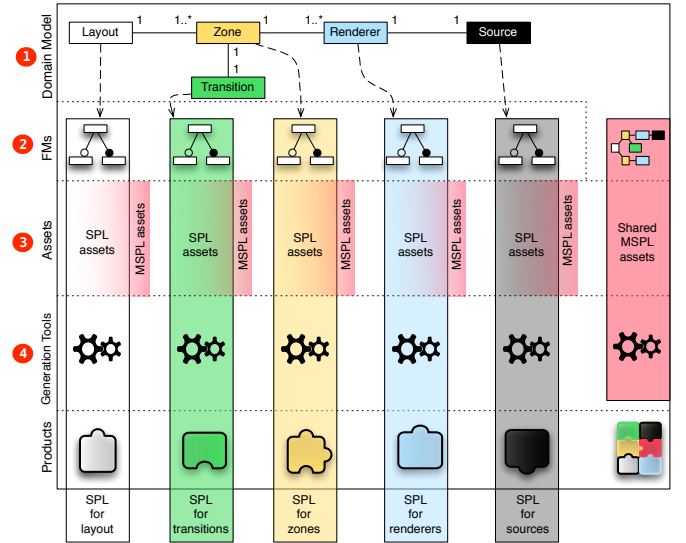 Domain Model
1
Layout
1
1..*
Zone
1
1..*
Renderer
1
1
Source
1
1
Transition
2
FMs
3
Assets
SPL
assets
MSPL assets
SPL
assets
MSPL assets
SPL
assets
MSPL assets
SPL
assets
MSPL assets
SPL
assets
MSPL assets
Shared
MSPL
assets
4
Generation Tools
Products
SPL
for
layout
SPL
for
transitions
SPL
for
zones
SPL
for
renderers
SPL
for
sources